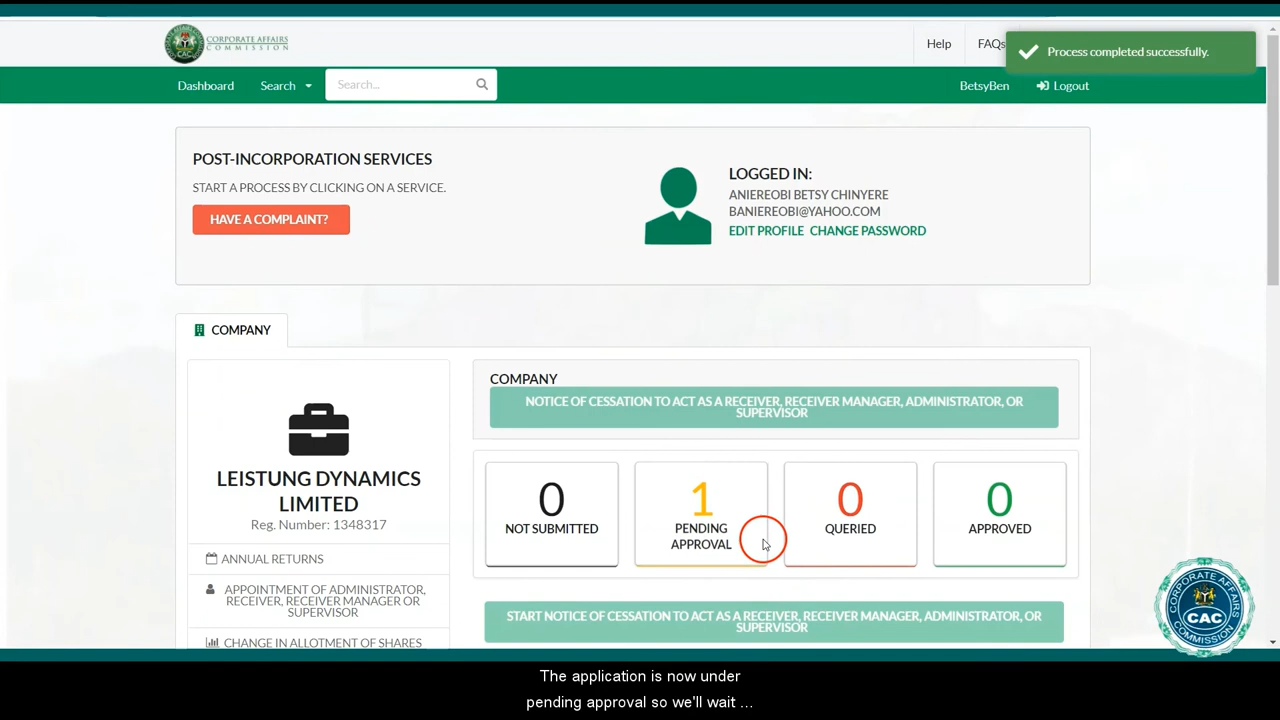 CORPORATE AFFAIRS
COMMISSION
CAC
Help
FAQs
Process completed successfully.
Dashboard
Search
Search...
BetsyBen
Logout
POST-INCORPORATION SERVICES
START A PROCESS BY CLICKING ON A SERVICE.
HAVE A COMPLAINT?
LOGGED IN:
ANIEREOBI BETSY CHINYERE
BANIEREOBI@YAHOO.COM
EDIT PROFILE CHANGE PASSWORD
COMPANY
LEISTUNG DYNAMICS
LIMITED
Reg. Number: 1348317
ANNUAL RETURNS
APPOINTMENT OF ADMINISTRATOR,
RECEIVER, RECEIVER MANAGER OR
SUPERVISOR
CHANGE IN ALLOTMENT OF SHARES
COMPANY
NOTICE OF CESSATION TO ACT AS A RECEIVER, RECEIVER MANAGER, ADMINISTRATOR, OR
SUPERVISOR
0
NOT SUBMITTED
1
PENDING
APPROVAL
0
QUERIED
0
APPROVED
START NOTICE OF CESSATION TO ACT AS A RECEIVER, RECEIVER MANAGER, ADMINISTRATOR, OR
SUPERVISOR
CORPORATE AFFAIRS
CAC
COMMISSION
The application is now under
pending approval so we'll wait ...